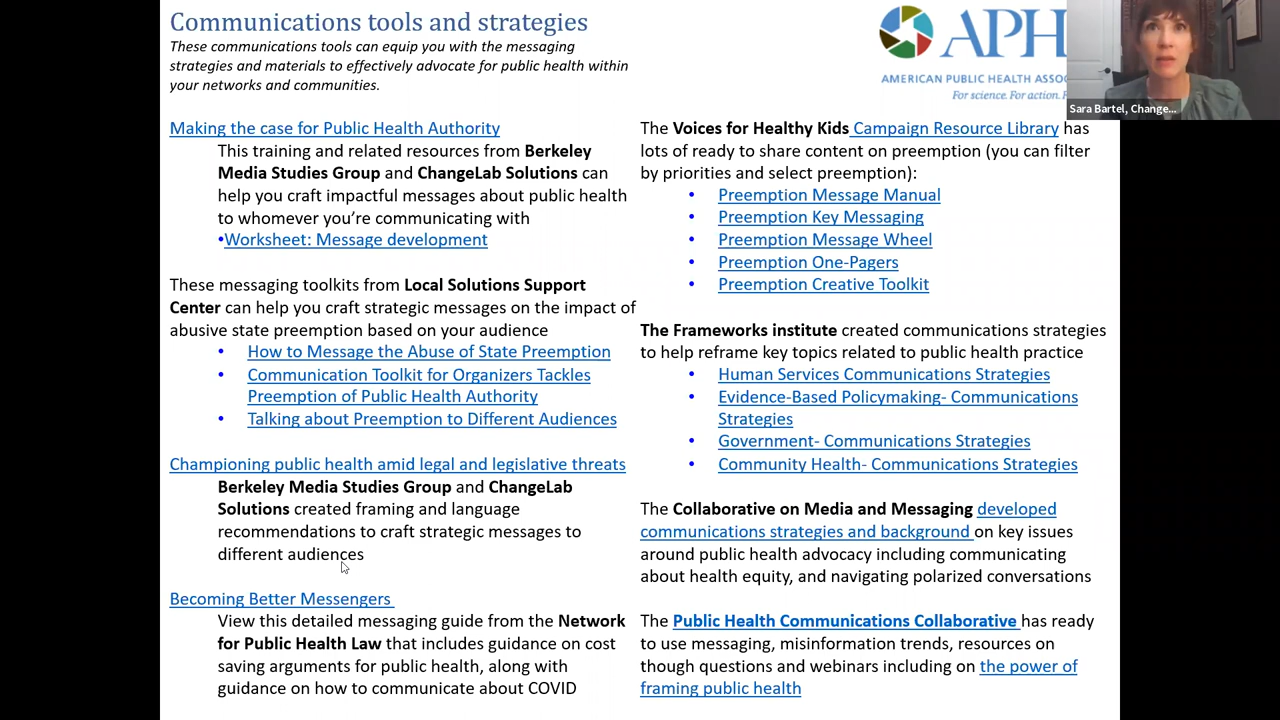 Communications tools and strategies
These communications tools can equip you with the messaging
strategies and materials to effectively advocate for public health within
your networks and communities.
Making the case for Public Health Authority
This training and related resources from Berkeley
Media Studies Group and ChangeLab Solutions can
help you craft impactful messages about public health
to whomever you're communicating with
•Worksheet: Message development
These messaging toolkits from Local Solutions Support
Center can help you craft strategic messages on the impact of
abusive state preemption based on your audience
• How to Message the Abuse of State Preemption
• Communication Toolkit for Organizers Tackles
Preemption of Public Health Authority
• Talking about Preemption to Different Audiences
Championing public health amid legal and legislative threats
Berkeley Media Studies Group and ChangeLab
Solutions created framing and language
recommendations to craft strategic messages to
different audiences
Becoming Better Messengers
View this detailed messaging guide from the Network
for Public Health Law that includes guidance on cost
saving arguments for public health, along with
guidance on how to communicate about COVID
APH
AMERICAN PUBLIC HEALTH ASSOC
For science. For action. F
Sara Bartel, Change...
The Voices for Healthy Kids Campaign Resource Library has
lots of ready to share content on preemption (you can filter
by priorities and select preemption):
• Preemption Message Manual
• Preemption Key Messaging
• Preemption Message Wheel
• Preemption One-Pagers
• Preemption Creative Toolkit
The Frameworks institute created communications strategies
to help reframe key topics related to public health practice
• Human Services Communications Strategies
• Evidence-Based Policymaking- Communications
Strategies
• Government- Communications Strategies
• Community Health- Communications Strategies
The Collaborative on Media and Messaging developed
communications strategies and background on key issues
around public health advocacy including communicating
about health equity, and navigating polarized conversations
The Public Health Communications Collaborative has ready
to use messaging, misinformation trends, resources on
though questions and webinars including on the power of
framing public health